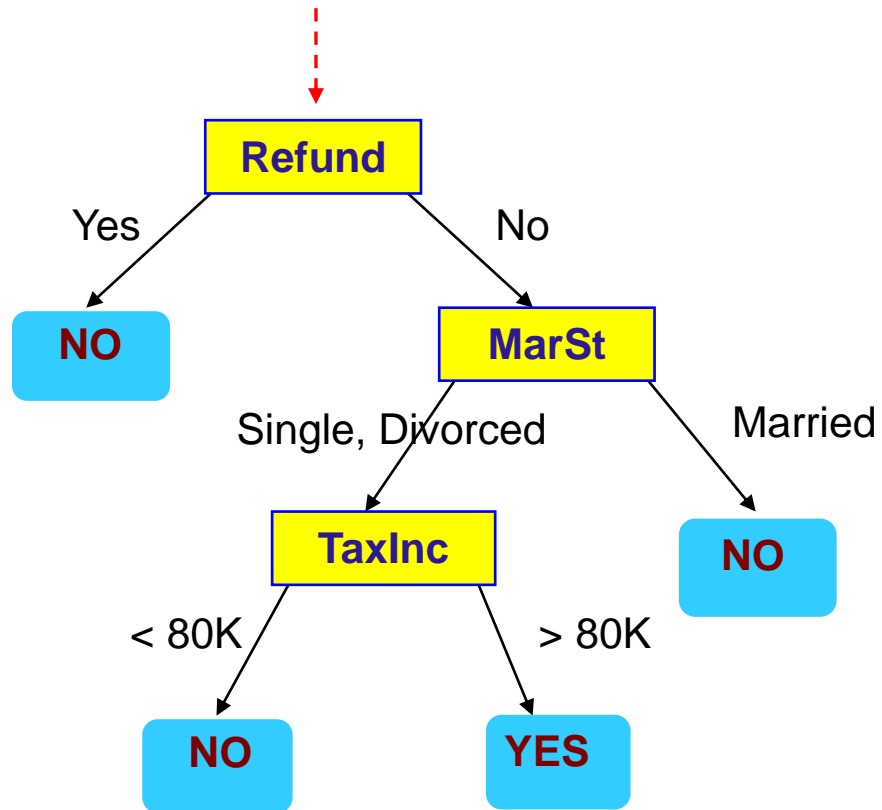 Refund
Yes
No
NO
MarSt
Single, Divorced
Married
TaxInc
NO
< 80K
> 80K
NO
YES